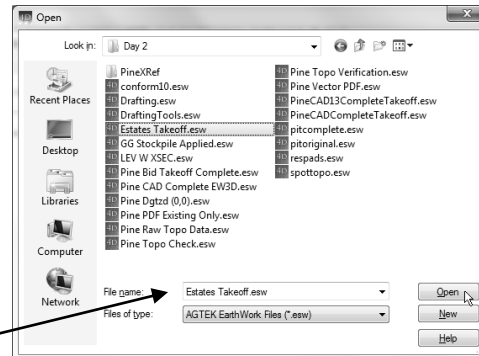 Open
Look in:
Day 2
Recent Places
Desktop
Libraries
Computer
Network
PineXRef
conform10.esw
Drafting.esw
DraftingTools.esw
Estates Takeoff.esw
GG Stockpile Applied.esw
LEV W XSEC.esw
Pine Bid Takeoff Complete.esw
Pine CAD Complete EW3D.esw
Pine Dgtzd (0,0).esw
Pine PDF Existing Only.esw
Pine Raw Topo Data.esw
Pine Topo Check.esw
Pine Topo Verification.esw
Pine Vector PDF.esw
PineCAD13CompleteTakeoff.esw
PineCADCompleteTakeoff.esw
pitcomplete.esw
pitoriginal.esw
respads.esw
spottopo.esw
File name:
Estates Takeoff.esw
Open
Files of type:
AGTEK EarthWork Files (*.esw)
New
Help